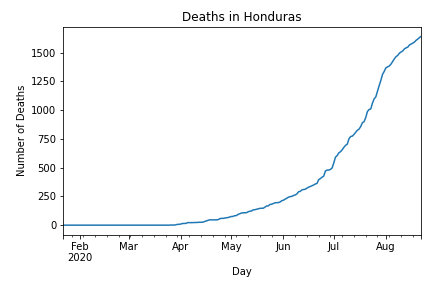 Deaths in Honduras
Number of Deaths
1500
1250
1000
750
500
250
0
Feb
2020
Mar
Apr
May
Jun
Jul
Aug
Day